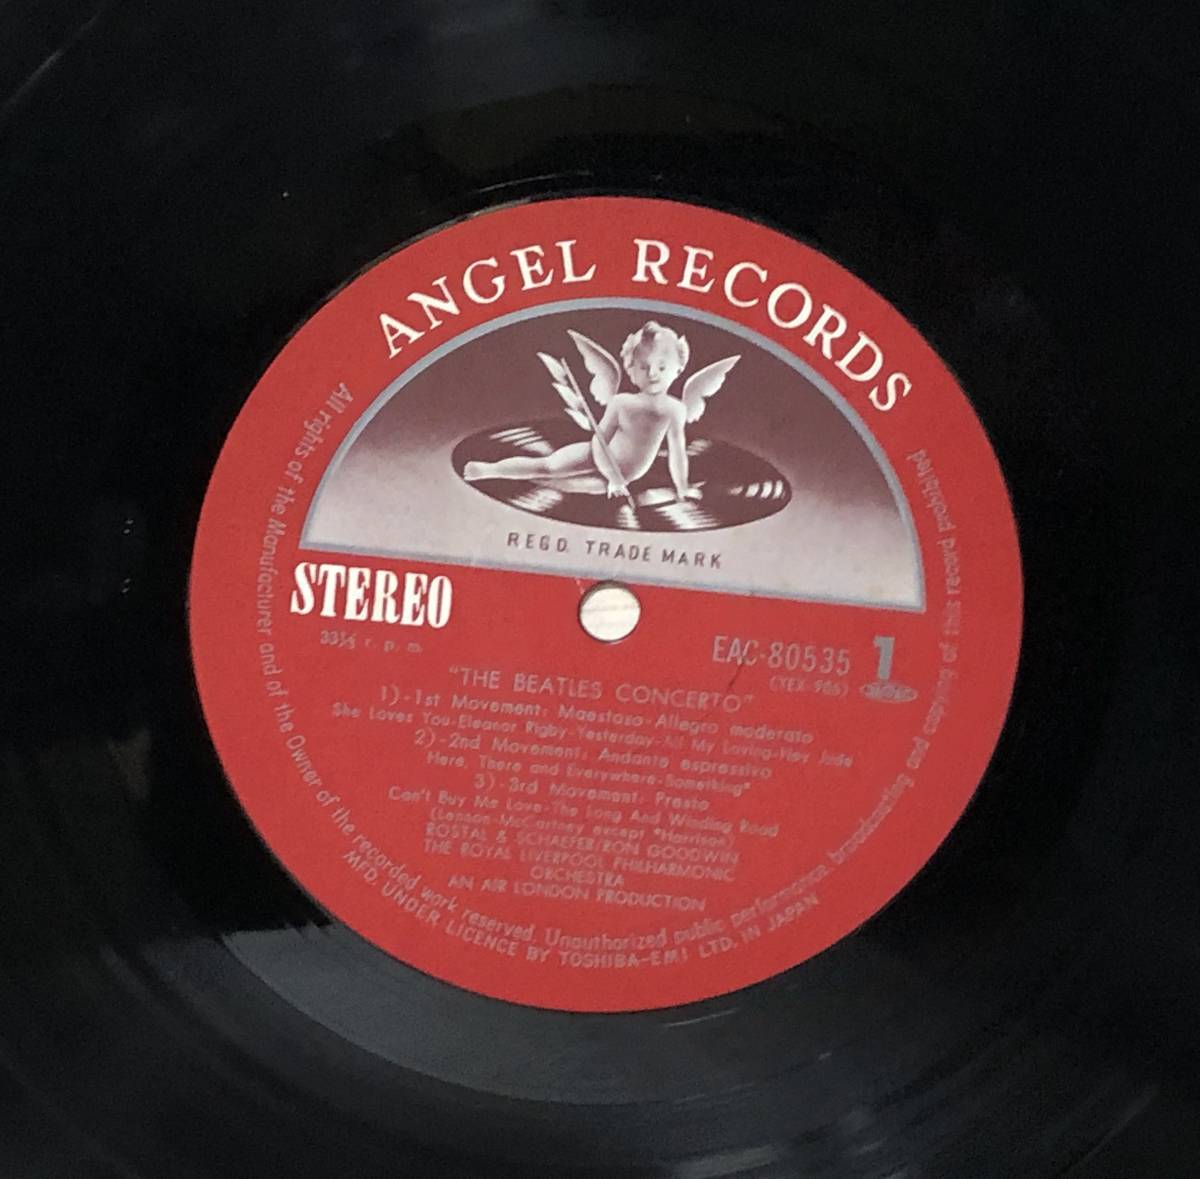 ANGEL RECORDS
REGD. TRADE MARK
STEREO
33⅓ r. p. m.
EAC-80535 1
(YEX 986)
"THE BEATLES CONCERTO"
1)-1st Movement: Maestoso-Allegro moderato
She Loves You-Eleanor Rigby-Yesterday-All My Loving-Hey Jude
2)-2nd Movement: Andante espressivo
Here, There and Everywhere-Something*
3)-3rd Movement: Presto
Can't Buy Me Love-The Long And Winding Road
(Lennon-McCartney except *Harrison)
ROSTAL & SCHAEFER/RON GOODWIN
THE ROYAL LIVERPOOL PHILHARMONIC
ORCHESTRA
AN AIR LONDON PRODUCTION
All rights of the Manufacturer and of the Owner of the recorded work reserved. Unauthorized public performance, broadcasting and copying of this record prohibited
MFD. UNDER LICENCE BY TOSHIBA-EMI LTD. IN JAPAN